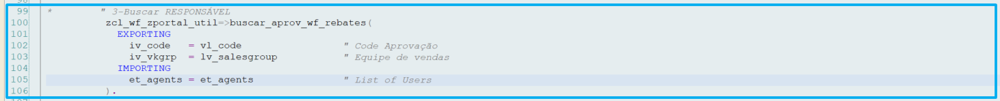 99 * " 3-Buscar RESPONSÁVEL
100 zcl_wf_zportal_util=>buscar_aprov_wf_rebates(
101 EXPORTING
102 iv_code = vl_code " Code Aprovação
103 iv_vkgrp = lv_salesgroup " Equipe de vendas
104 IMPORTING
105 et_agents = et_agents " List of Users
106 ).